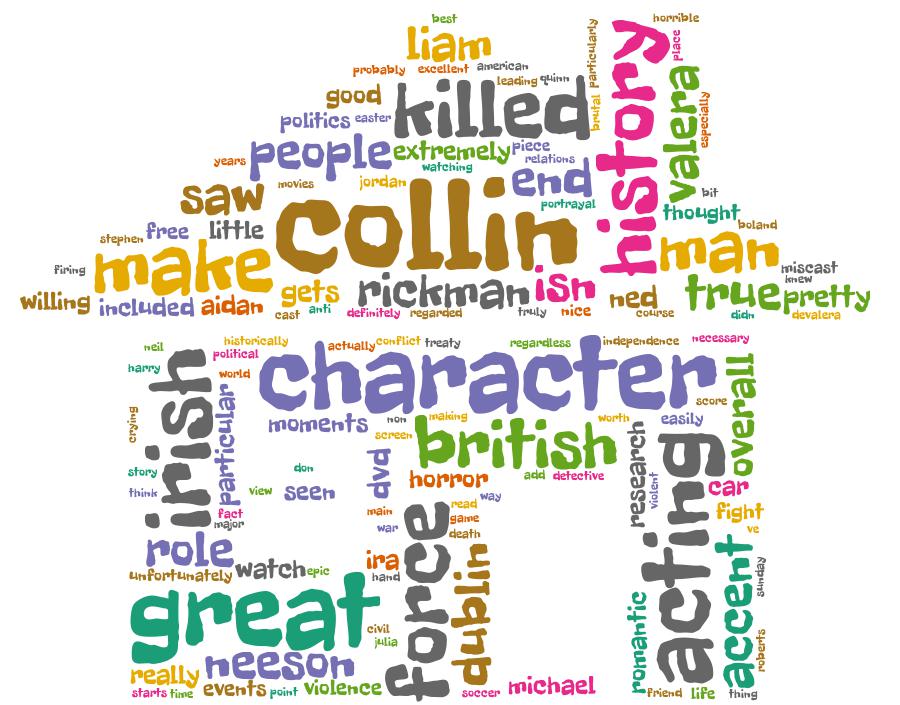 best
horrible
liam
history
particularly
place
probably excellent american
leading quinn
killed
good
valera
especially
brutal
politics easter
people
extremely
piece
relations
years
watching
end
saw
movies
jordan
portrayal
bit
collin
thought
free
little
stephen
boland
man
make
firing
miscast
knew
rickman
isn
true
pretty
willing
included
aidan
gets
ned
cast
anti
definitely
regarded
truly
nice
course
didn
devalera
neil
historically
actually
conflict
treaty
regardless
independence
necessary
political
irish
harry
world
character
overall
score
particular
crying
moments
non
making
worth
easily
screen
british
research
acting
story
don
dvd
horror
add
detective
violent
car
think
view
seen
fact
major
main
read
way
game
fight
war
death
ve
role
force
accent
unfortunately
watch
epic
ira
hand
dublin
sunday
great
civil
julia
romantic
roberts
neeson
really
starts
time
events
point
violence
soccer
michael
friend
life
thing